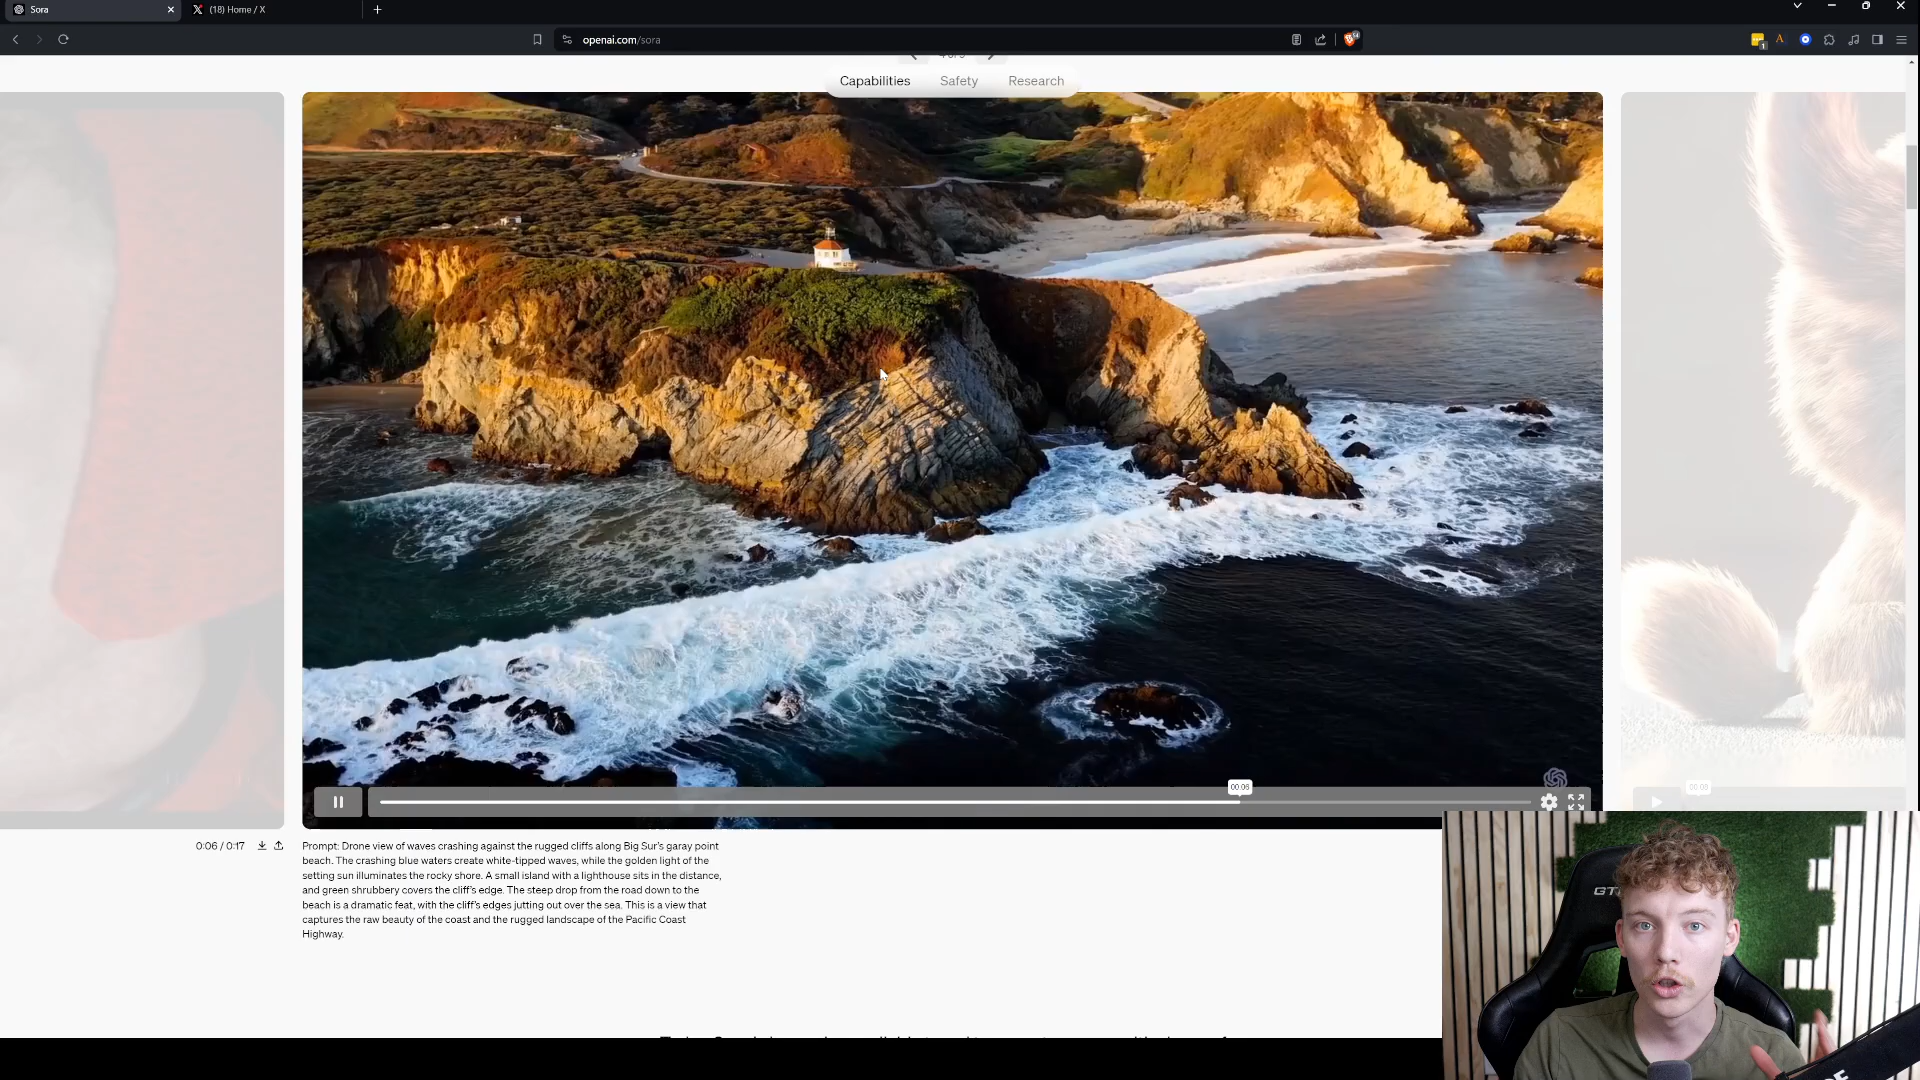 Sora
(18) Home / X
openai.com/sora
1
Capabilities
Safety
Research
00:06
00:00
0:06 / 0:17
Prompt: Drone view of waves crashing against the rugged cliffs along Big Sur's garay point
beach. The crashing blue waters create white-tipped waves, while the golden light of the
setting sun illuminates the rocky shore. A small island with a lighthouse sits in the distance,
and green shrubbery covers the cliff's edge. The steep drop from the road down to the
beach is a dramatic feat, with the cliff's edges jutting out over the sea. This is a view that
captures the raw beauty of the coast and the rugged landscape of the Pacific Coast
Highway.